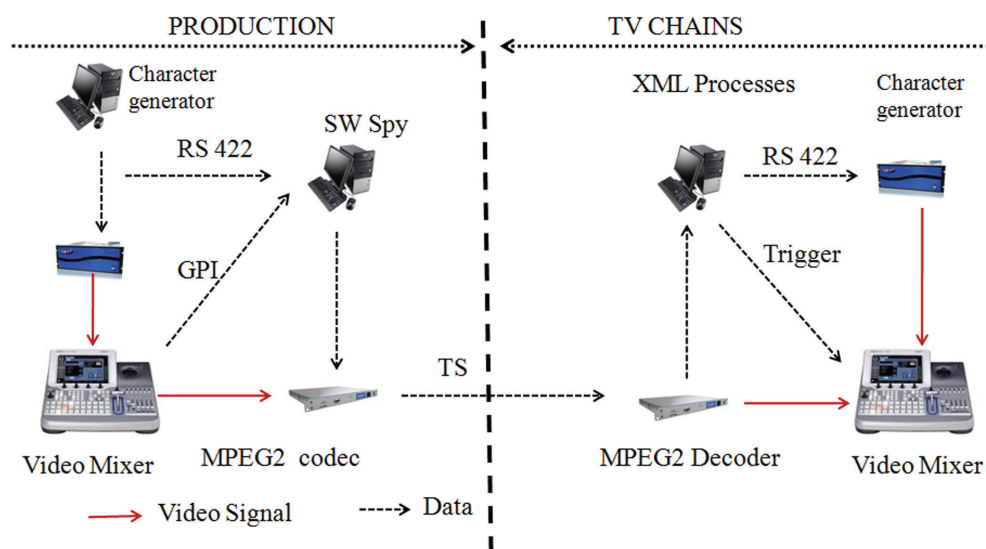 PRODUCTION
TV CHAINS
Character
generator
RS 422
SW Spy
GPI
Video Mixer
MPEG2 codec
TS
XML Processes
Character
generator
RS 422
Trigger
MPEG2 Decoder
Video Mixer
Video Signal
Data